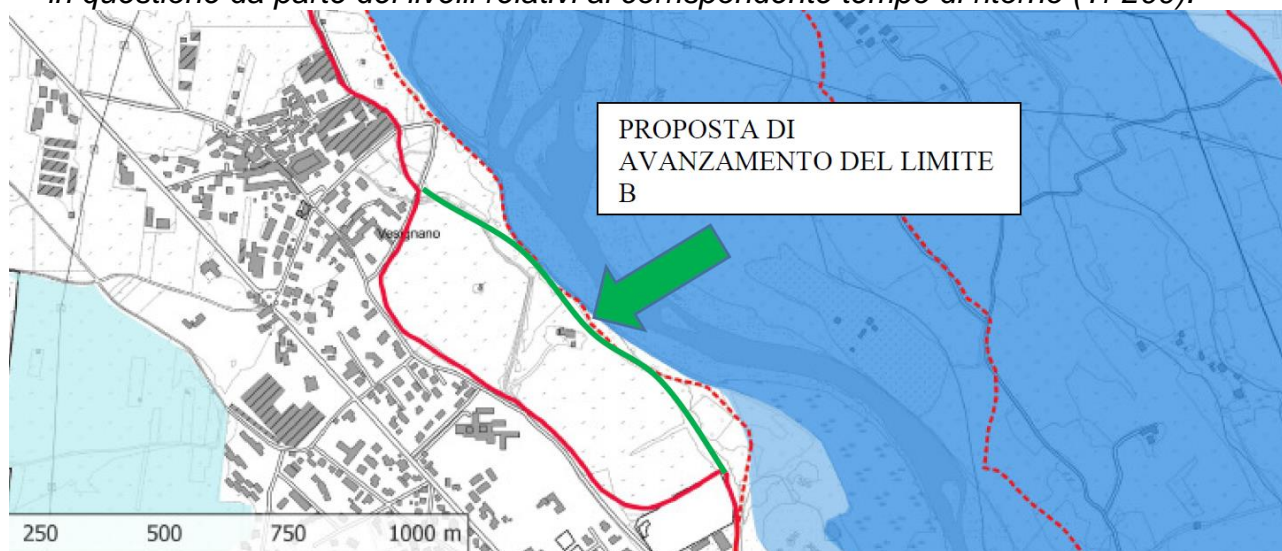 in questione da parte dei livelli relativi al corrispondente tempo di ritorno (Tr 200).
PROPOSTA DI
AVANZAMENTO DEL LIMITE
B
Vesignano
250 500 750 1000 m